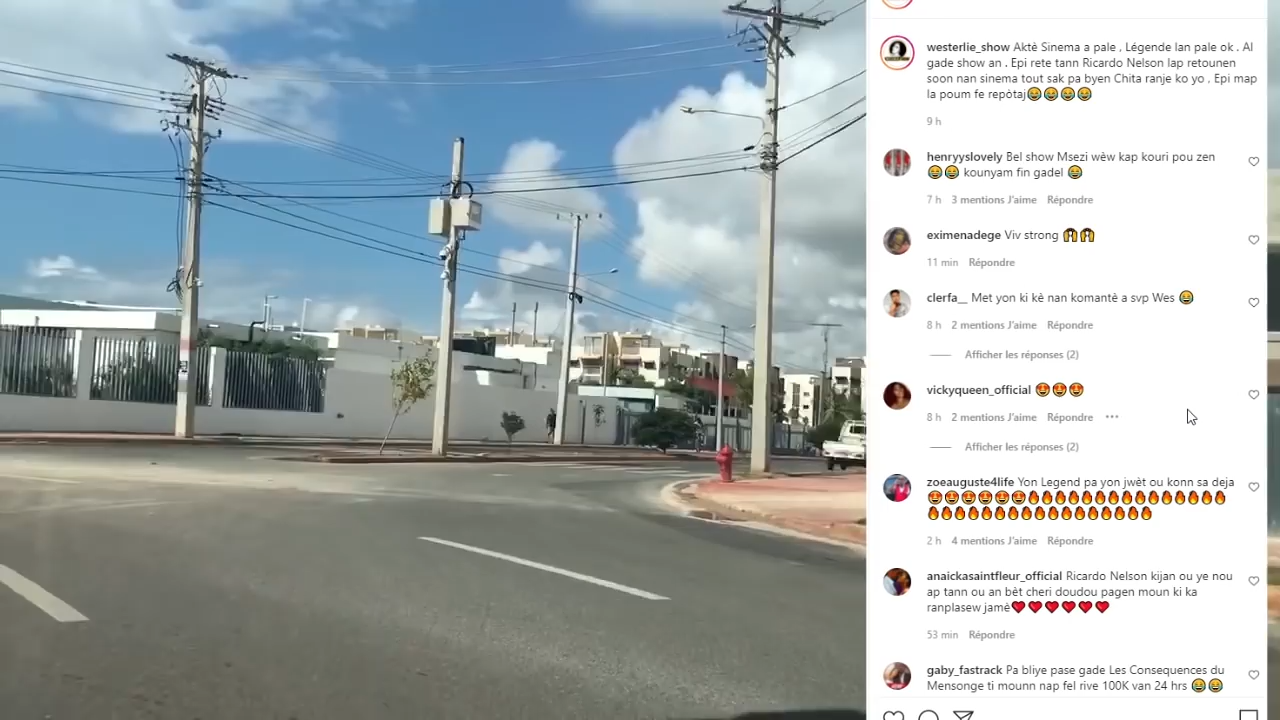 westerlie_show Aktè Sinema a pale , Légende lan pale ok . Al
gade show an . Epi rete tann Ricardo Nelson lap retounen
soon nan sinema tout sak pa byen Chita ranje ko yo . Epi map
la poum fe repòtaj😂😂😂😂
9 h
henryyslovely Bel show Msezi wèw kap kouri pou zen
😂😂 kounyam fin gadel 😂
7 h 3 mentions J’aime Répondre
eximenadege Viv strong 🙌🙌
11 min Répondre
clerfa__ Met yon ki kè nan komantè a svp Wes 😂
8 h 2 mentions J’aime Répondre
Afficher les réponses (2)
vickyqueen_official 🤩🤩🤩
8 h 2 mentions J’aime Répondre •••
Afficher les réponses (2)
zoeauguste4life Yon Legend pa yon jwèt ou konn sa deja
🤩🤩🤩🤩🤩🤩🔥🔥🔥🔥🔥🔥🔥🔥🔥🔥🔥🔥🔥🔥🔥
🔥🔥🔥🔥🔥🔥🔥🔥🔥🔥🔥🔥🔥🔥🔥🔥🔥
2 h 4 mentions J’aime Répondre
anaickasaintfleur_official Ricardo Nelson kijan ou ye nou
ap tann ou an bèt cheri doudou pagen moun ki ka
ranplasew jamè❤❤❤❤❤❤
53 min Répondre
gaby_fastrack Pa bliye pase gade Les Consequences du
Mensonge ti mounn nap fel rive 100K van 24 hrs 😂😂